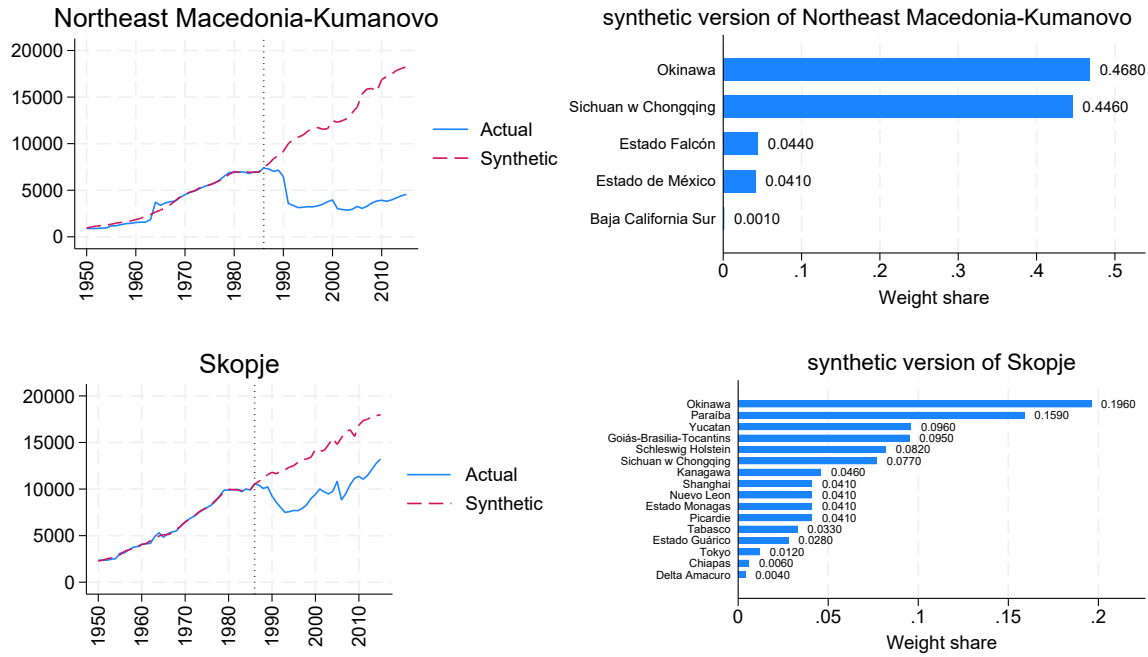 Northeast Macedonia-Kumanovo
20000
15000
10000
5000
0
1950
1960
1970
1980
1990
2000
2010
Actual
Synthetic
synthetic version of Northeast Macedonia-Kumanovo
Okinawa
0.4680
Sichuan w Chongqing
0.4460
Estado Falcón
0.0440
Estado de México
0.0410
Baja California Sur
0.0010
0
.1
.2
.3
.4
.5
Weight share
Skopje
20000
15000
10000
5000
0
1950
1960
1970
1980
1990
2000
2010
Actual
Synthetic
synthetic version of Skopje
Okinawa
0.1960
Paraíba
0.1590
Yucatan
0.0960
Goiás-Brasilia-Tocantins
0.0950
Schleswig Holstein
0.0820
Sichuan w Chongqing
0.0770
Kanagawa
0.0460
Shanghai
0.0410
Nuevo Leon
0.0410
Estado Monagas
0.0410
Picardie
0.0410
Tabasco
0.0330
Estado Guárico
0.0280
Tokyo
0.0120
Chiapas
0.0060
Delta Amacuro
0.0040
0
.05
.1
.15
.2
Weight share